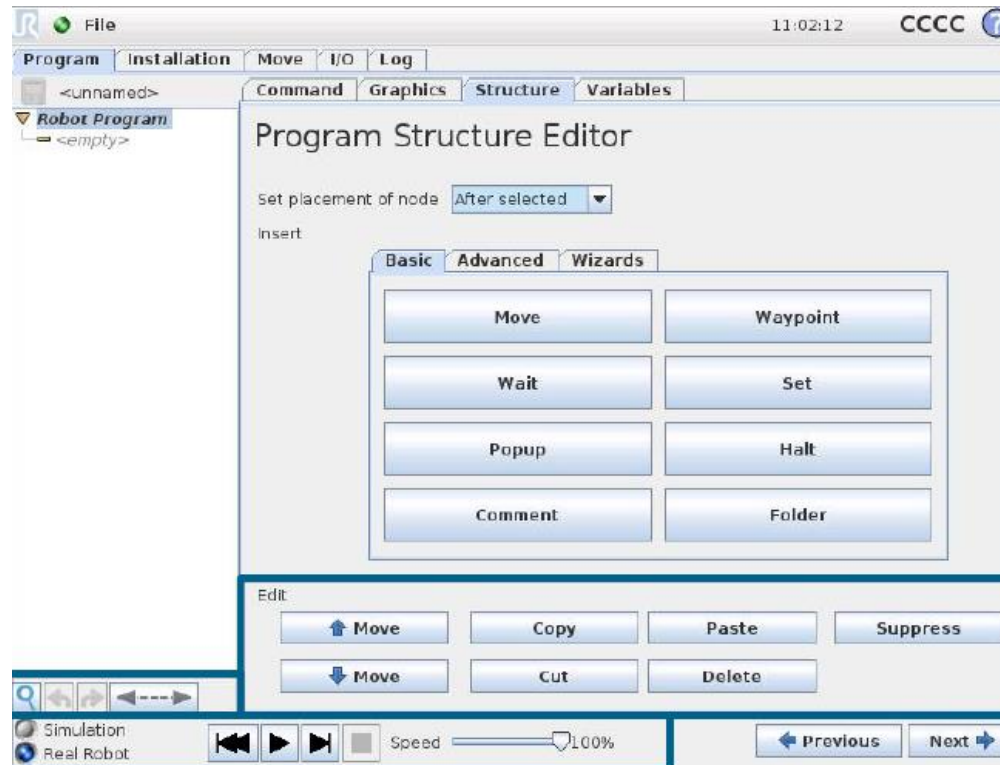 File 11:02:12 CCCC ?
Program Installation Move I/O Log
<unnamed> Command Graphics Structure Variables
Robot Program
<empty>
Program Structure Editor
Set placement of node After selected
Insert
Basic Advanced Wizards
Move Waypoint
Wait Set
Popup Halt
Comment Folder
Edit
Move Copy Paste Suppress
Move Cut Delete
Simulation
Real Robot
Speed 100%
Previous Next